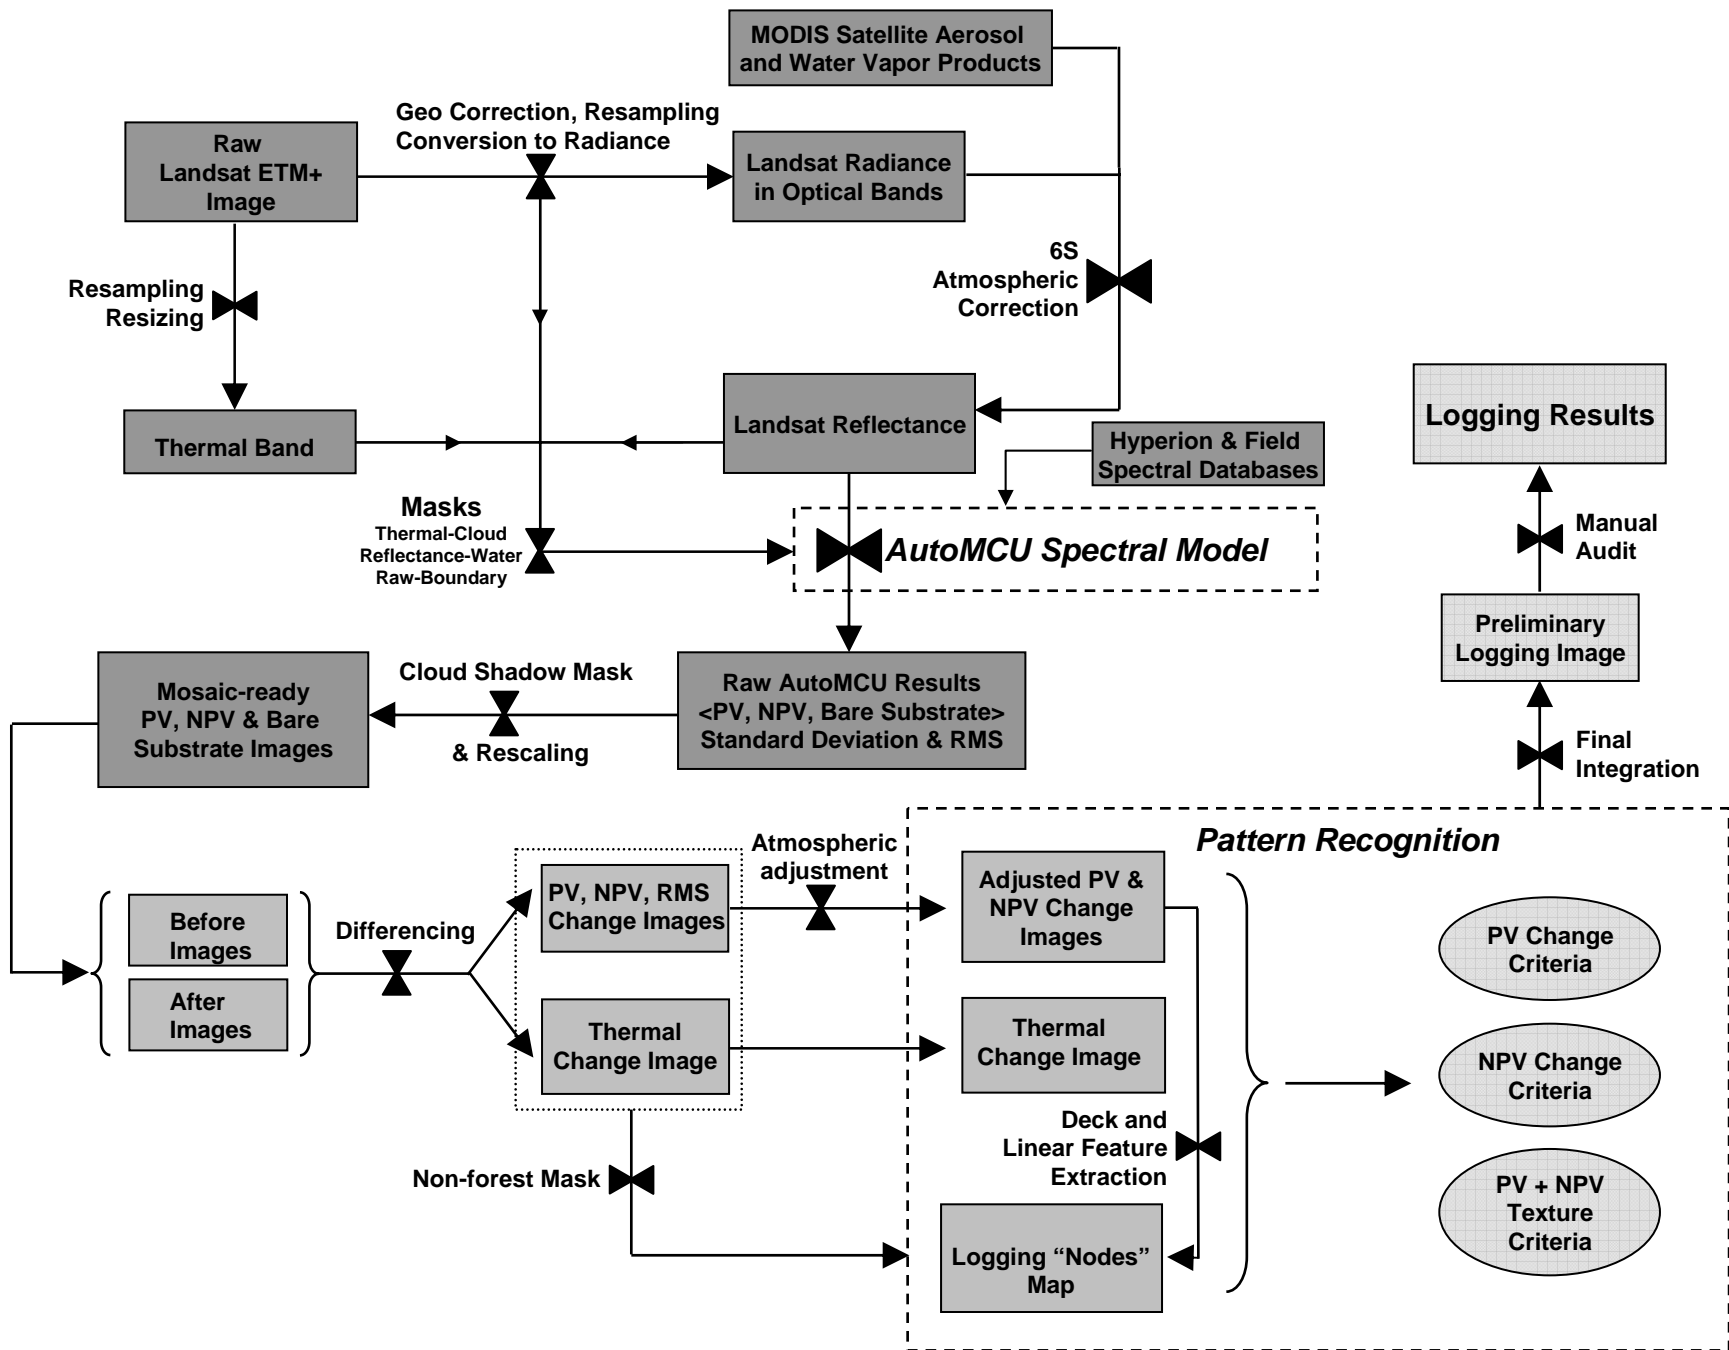 MODIS Satellite Aerosol
and Water Vapor Products
Geo Correction, Resampling
Conversion to Radiance
Raw
Landsat ETM+
Image
Landsat Radiance
in Optical Bands
6S
Atmospheric
Correction
Resampling
Resizing
Thermal Band
Landsat Reflectance
Hyperion & Field
Spectral Databases
Logging Results
Masks
Thermal-Cloud
Reflectance-Water
Raw-Boundary
AutoMCU Spectral Model
Manual
Audit
Preliminary
Logging Image
Mosaic-ready
PV, NPV & Bare
Substrate Images
Cloud Shadow Mask
& Rescaling
Raw AutoMCU Results
<PV, NPV, Bare Substrate>
Standard Deviation & RMS
Final
Integration
Before
Images
After
Images
Differencing
PV, NPV, RMS
Change Images
Thermal
Change Image
Atmospheric
adjustment
Non-forest Mask
Pattern Recognition
Adjusted PV &
NPV Change
Images
Thermal
Change Image
Deck and
Linear Feature
Extraction
Logging “Nodes”
Map
PV Change
Criteria
NPV Change
Criteria
PV + NPV
Texture
Criteria